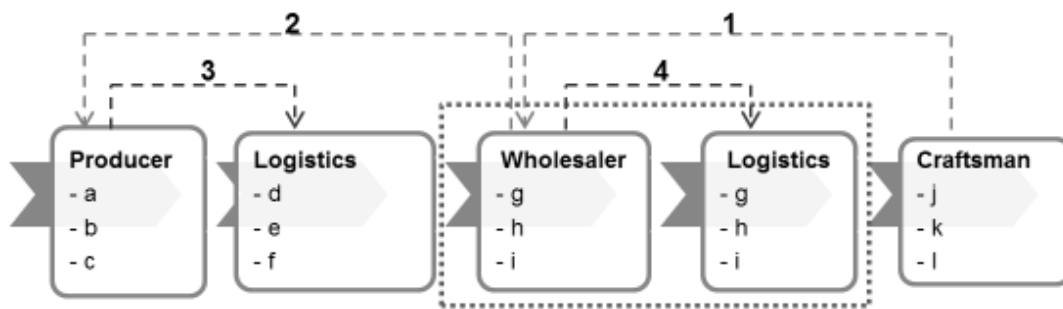 2
1
3
4
Producer
- a
- b
- c
Logistics
- d
- e
- f
Wholesaler
- g
- h
- i
Logistics
- g
- h
- i
Craftsman
- j
- k
- l